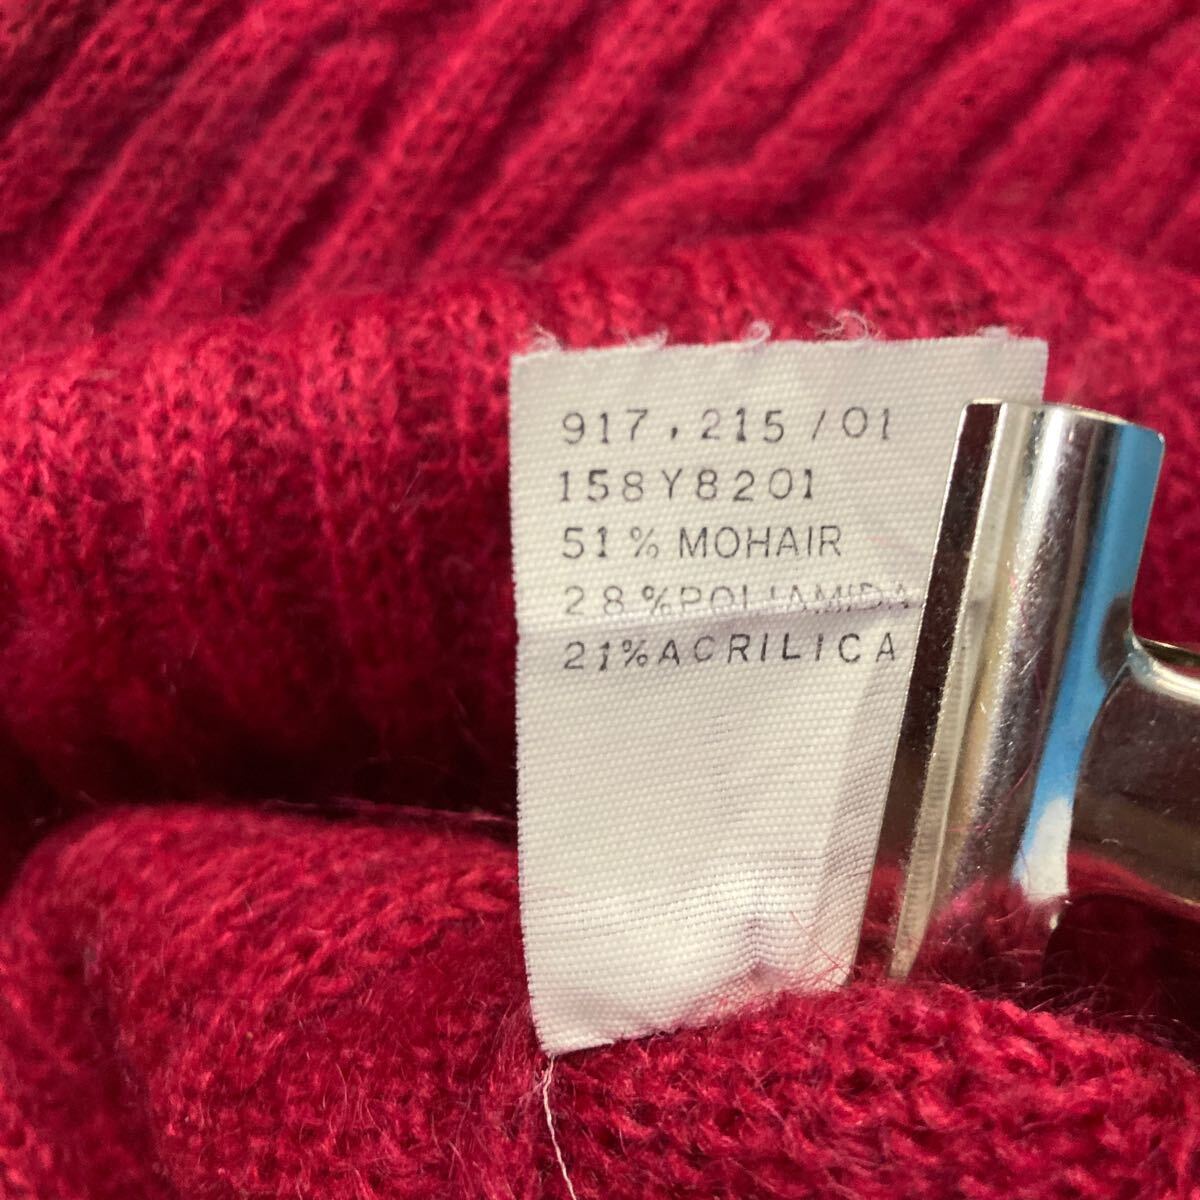 917,215/01
158Y8201
51% MOHAIR
28%POLIAMIDA
21%ACRILICA